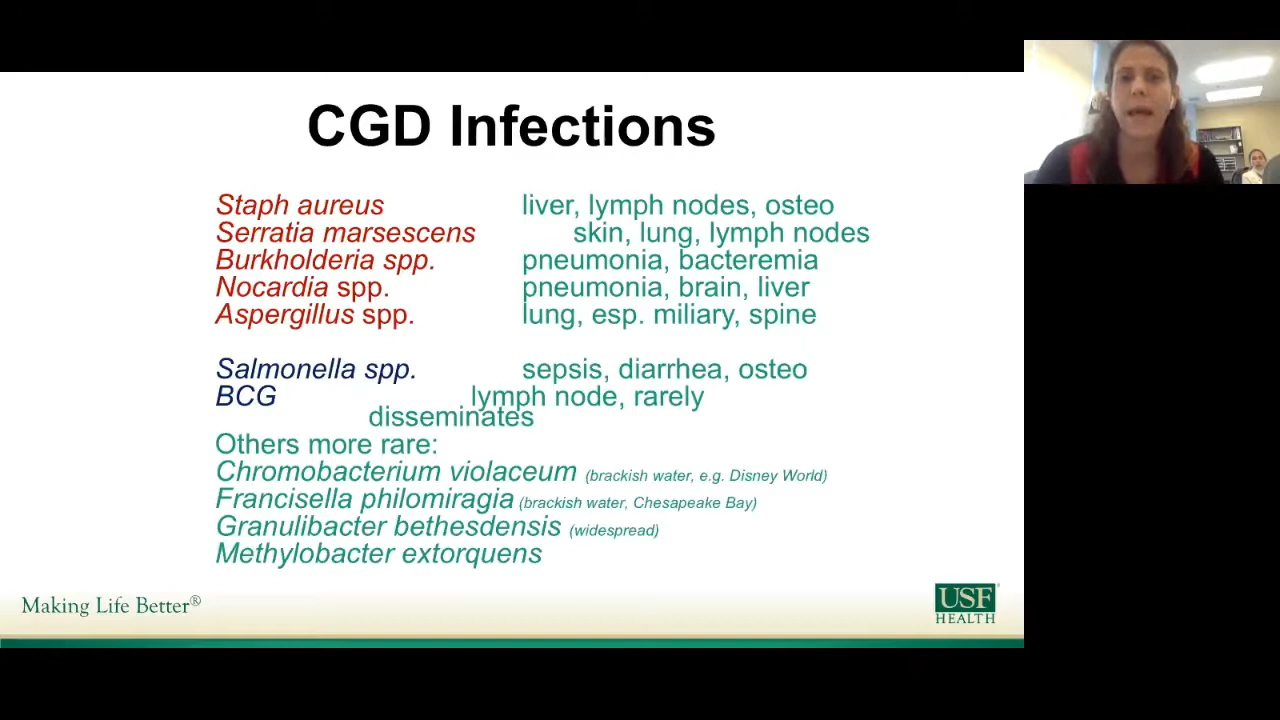 CGD Infections
Staph aureus liver, lymph nodes, osteo
Serratia marsescens skin, lung, lymph nodes
Burkholderia spp. pneumonia, bacteremia
Nocardia spp. pneumonia, brain, liver
Aspergillus spp. lung, esp. miliary, spine
Salmonella spp. sepsis, diarrhea, osteo
BCG lymph node, rarely
disseminates
Others more rare:
Chromobacterium violaceum (brackish water, e.g. Disney World)
Francisella philomiragia (brackish water, Chesapeake Bay)
Granulibacter bethesdensis (widespread)
Methylobacter extorquens
Making Life Better®
USF
HEALTH